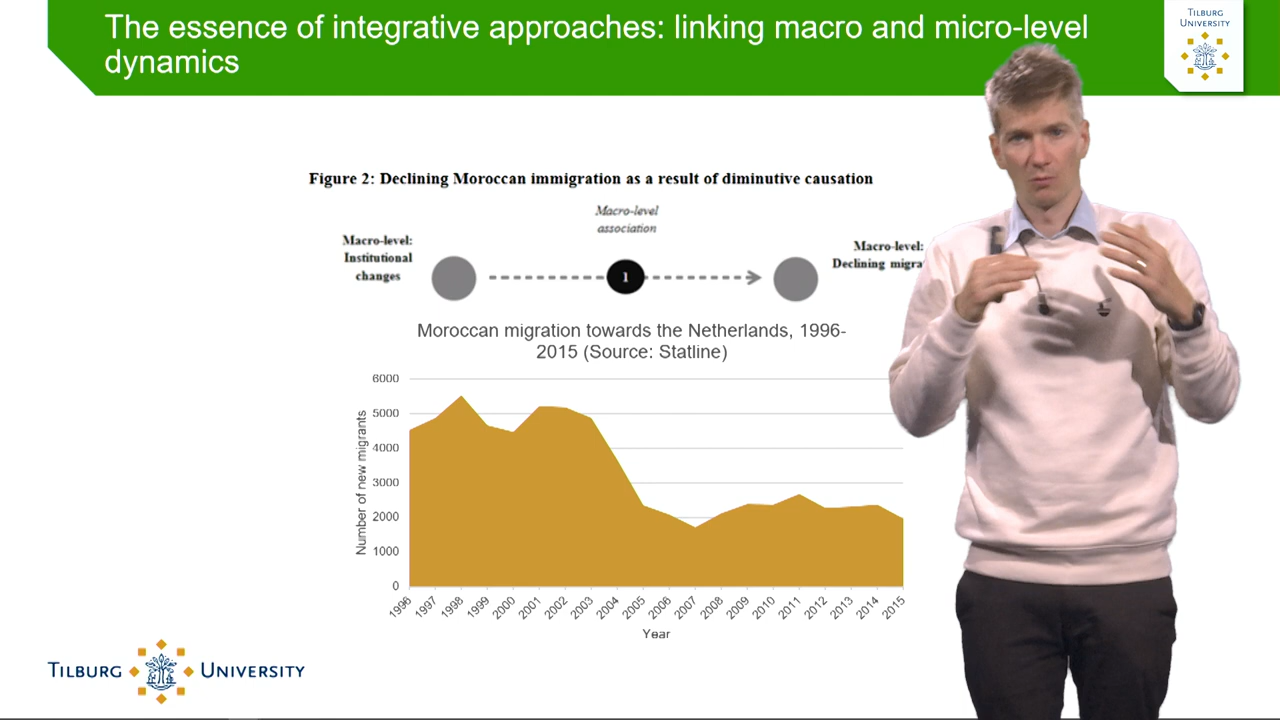 The essence of integrative approaches: linking macro and micro-level
dynamics
TILBURG
UNIVERSITY
Figure 2: Declining Moroccan immigration as a result of diminutive causation
Macro-level
association
Macro-level:
Institutional
changes
1
Macro-level:
Declining migra
Moroccan migration towards the Netherlands, 1996-
2015 (Source: Statline)
Number of new migrants
6000
5000
4000
3000
2000
1000
0
1996 1997 1998 1999 2000 2001 2002 2003 2004 2005 2006 2007 2008 2009 2010 2011 2012 2013 2014 2015
Year
TILBURG UNIVERSITY